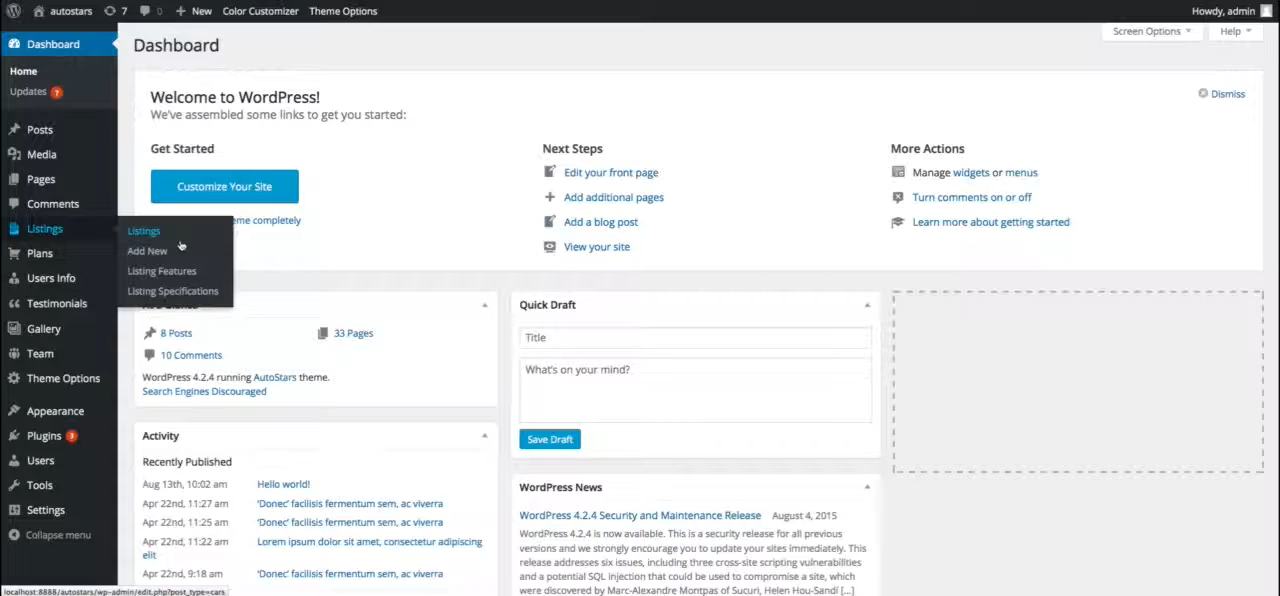 autostars 7 0 New Color Customizer Theme Options Howdy, admin
Dashboard
Home
Updates 7
Posts
Media
Pages
Comments
Listings
Plans
Users Info
Testimonials
Gallery
Team
Theme Options
Appearance
Plugins 3
Users
Tools
Settings
Collapse menu
Listings
Add New
Listing Features
Listing Specifications
Dashboard
Screen Options Help
Welcome to WordPress!
We've assembled some links to get you started:
Dismiss
Get Started
Customize Your Site
eme completely
Next Steps
Edit your front page
Add additional pages
Add a blog post
View your site
More Actions
Manage widgets or menus
Turn comments on or off
Learn more about getting started
8 Posts 33 Pages
10 Comments
WordPress 4.2.4 running AutoStars theme.
Search Engines Discouraged
Activity
Recently Published
Aug 13th, 10:02 am Hello world!
Apr 22nd, 11:27 am 'Donec' facilisis fermentum sem, ac viverra
Apr 22nd, 11:25 am 'Donec' facilisis fermentum sem, ac viverra
Apr 22nd, 11:22 am Lorem ipsum dolor sit amet, consectetur adipiscing
elit
Apr 22nd, 9:18 am 'Donec' facilisis fermentum sem, ac viverra
Quick Draft
Title
What's on your mind?
Save Draft
WordPress News
WordPress 4.2.4 Security and Maintenance Release August 4, 2015
WordPress 4.2.4 is now available. This is a security release for all previous
versions and we strongly encourage you to update your sites immediately. This
release addresses six issues, including three cross-site scripting vulnerabilities
and a potential SQL injection that could be used to compromise a site, which
were discovered by Marc-Alexandre Montpas of Sucuri, Helen Hou-Sandí [...]
localhost:8888/autostars/wp-admin/edit.php?post_type=cars